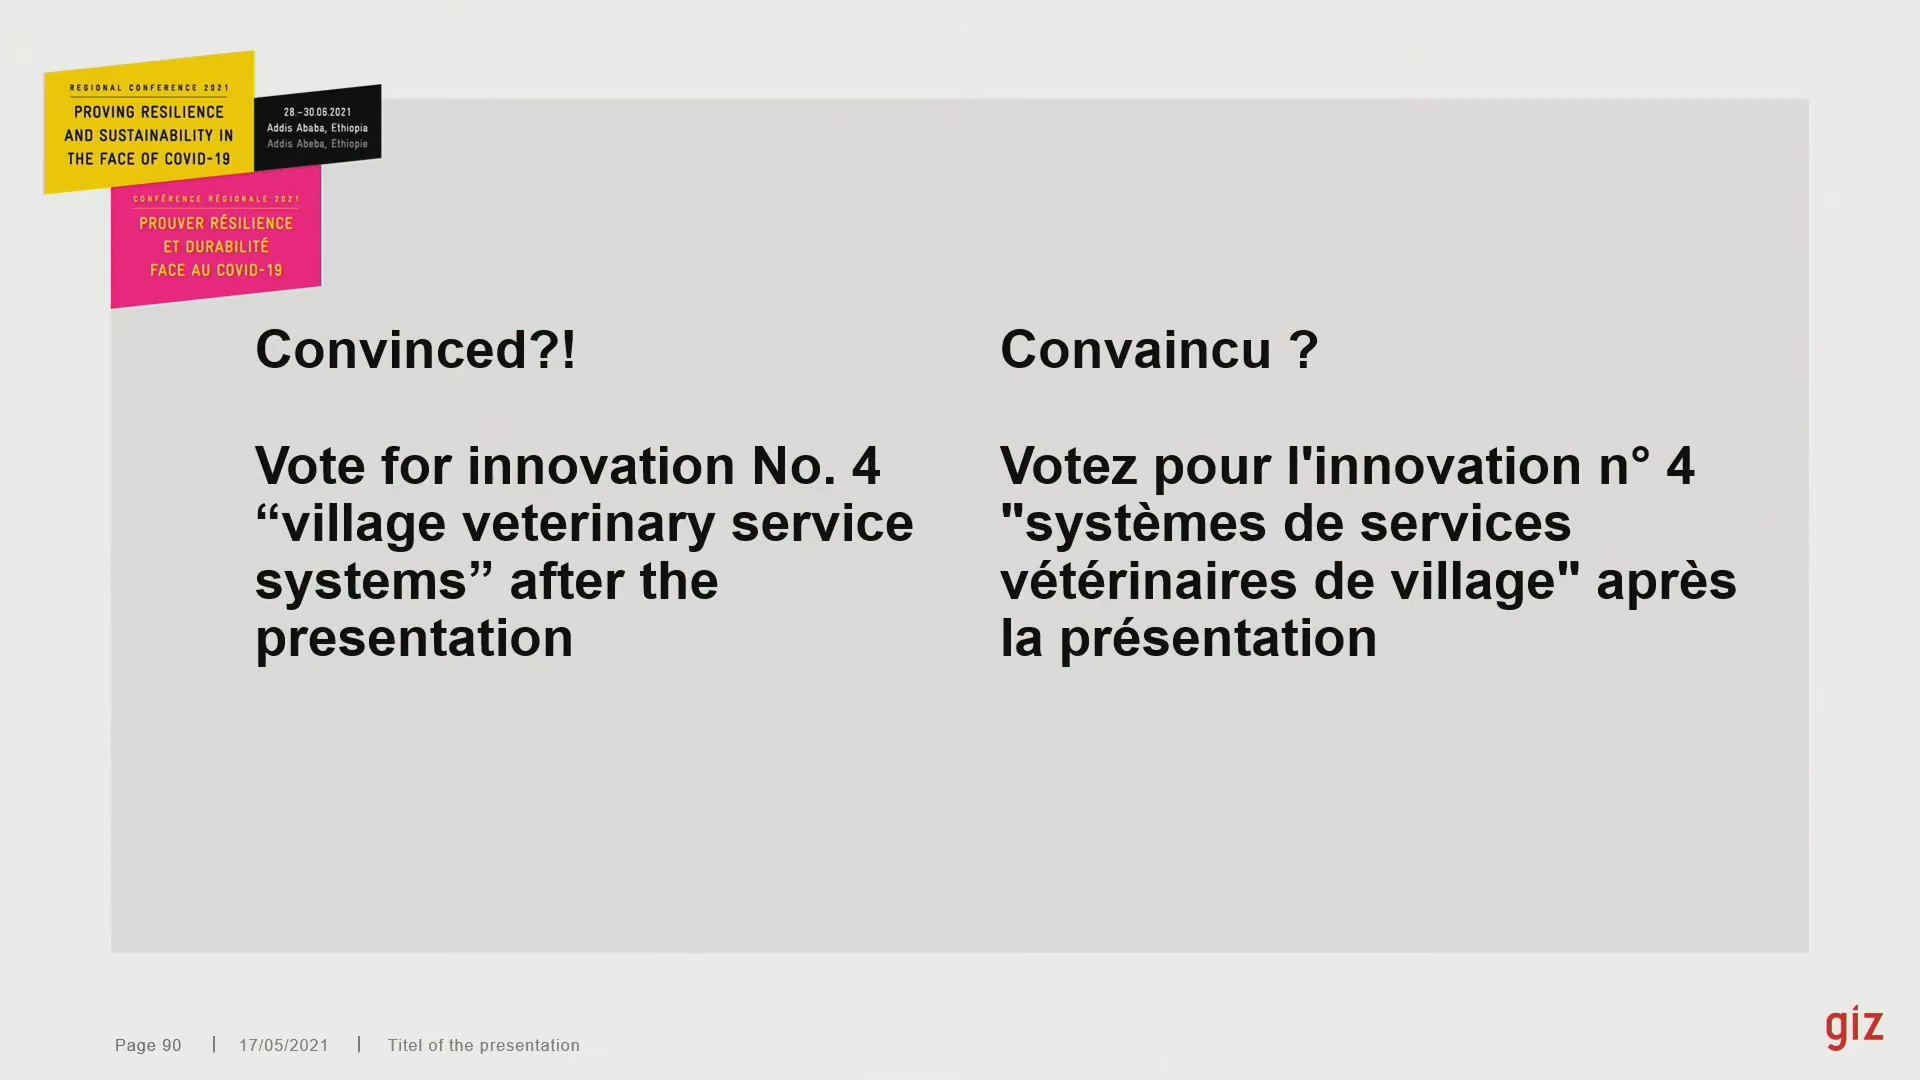 REGIONAL CONFERENCE 2021
PROVING RESILIENCE
AND SUSTAINABILITY IN
THE FACE OF COVID-19
28.–30.06.2021
Addis Ababa, Ethiopia
Addis Abeba, Ethiopie
CONFÉRENCE RÉGIONALE 2021
PROUVER RÉSILIENCE
ET DURABILITÉ
FACE AU COVID-19
Convinced?!
Vote for innovation No. 4
“village veterinary service
systems” after the
presentation
Convaincu ?
Votez pour l'innovation n° 4
"systèmes de services
vétérinaires de village" après
la présentation
Page 90 | 17/05/2021 | Titel of the presentation
giz